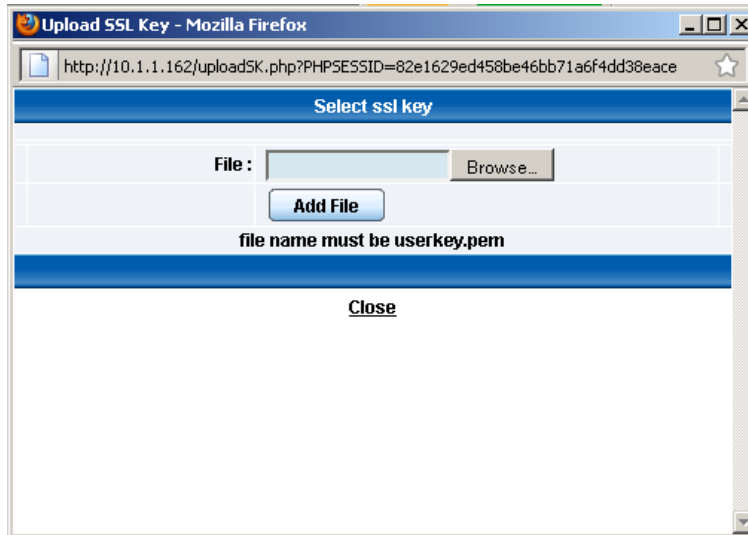 Upload SSL Key - Mozilla Firefox
http://10.1.1.162/uploadSK.php?PHPSESSID=82e1629ed458be46bb71a6f4dd38eace
Select ssl key
File :
Browse...
Add File
file name must be userkey.pem
Close